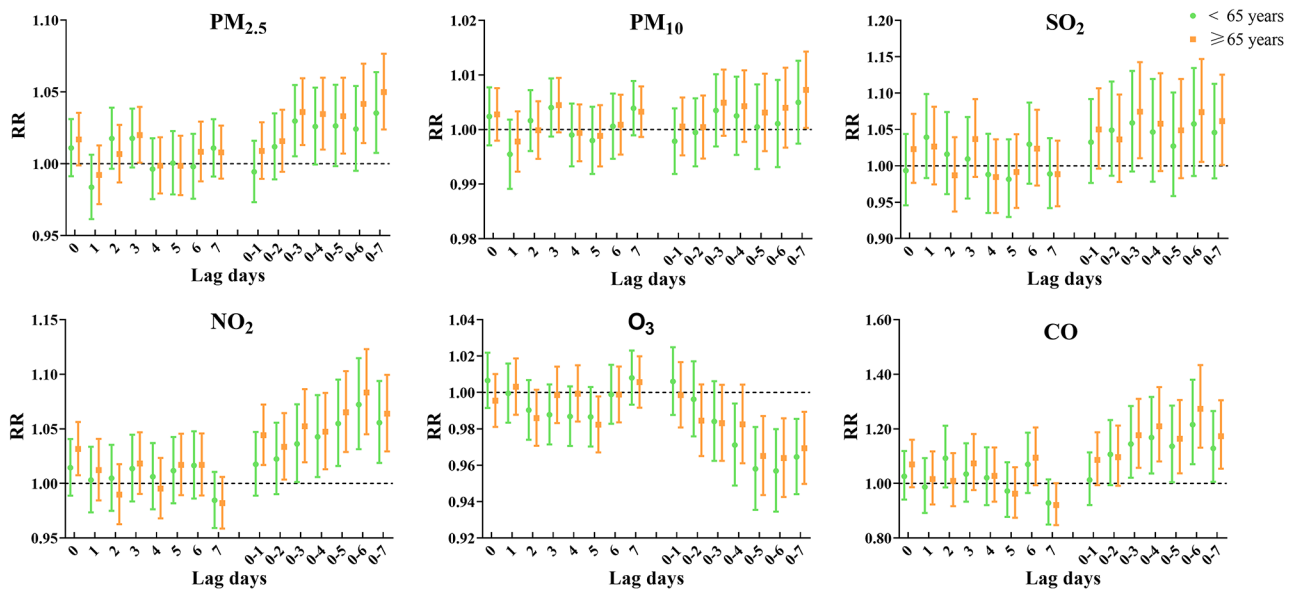 PM2.5
1.10
1.05
1.00
0.95
RR
0 1 2 3 4 5 6 7 0-1 0-2 0-3 0-4 0-5 0-6 0-7
Lag days
PM10
1.02
1.01
1.00
0.99
0.98
RR
0 1 2 3 4 5 6 7 0-1 0-2 0-3 0-4 0-5 0-6 0-7
Lag days
SO2
< 65 years
≥65 years
1.20
1.15
1.10
1.05
1.00
0.95
0.90
RR
0 1 2 3 4 5 6 7 0-1 0-2 0-3 0-4 0-5 0-6 0-7
Lag days
NO2
1.15
1.10
1.05
1.00
0.95
RR
0 1 2 3 4 5 6 7 0-1 0-2 0-3 0-4 0-5 0-6 0-7
Lag days
O3
1.04
1.02
1.00
0.98
0.96
0.94
0.92
RR
0 1 2 3 4 5 6 7 0-1 0-2 0-3 0-4 0-5 0-6 0-7
Lag days
CO
1.60
1.40
1.20
1.00
0.80
RR
0 1 2 3 4 5 6 7 0-1 0-2 0-3 0-4 0-5 0-6 0-7
Lag days